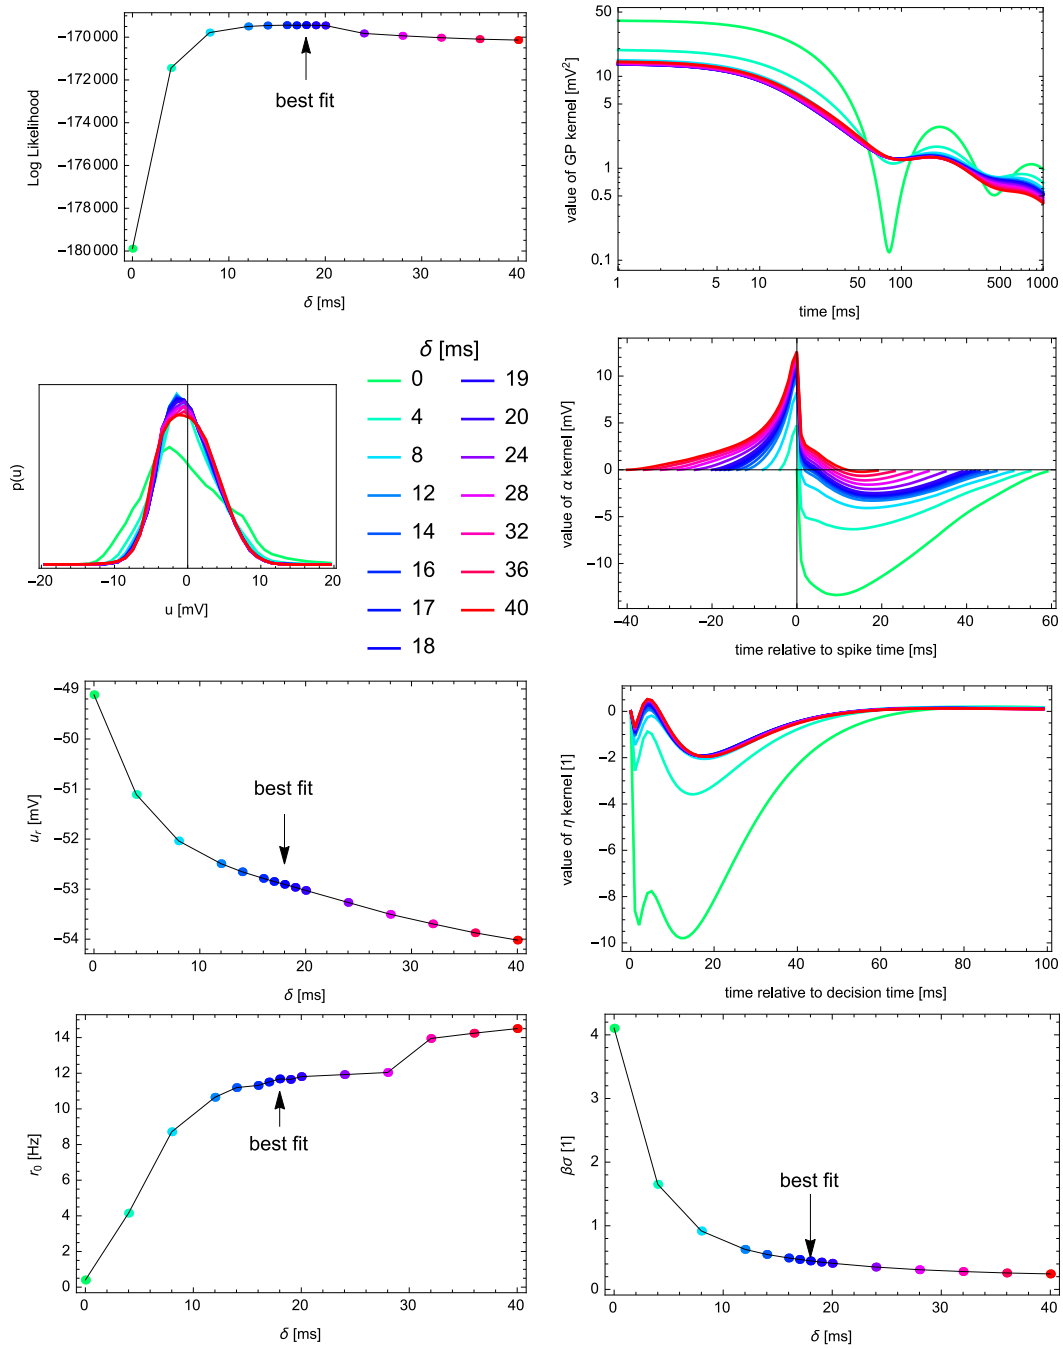 −170000
−172000
−174000
−176000
−178000
−180000
Log Likelihood
best fit
0 10 20 30 40
δ [ms]
50
10
5
1
0.5
0.1
value of GP kernel [mV²]
1 5 10 50 100 500 1000
time [ms]
p(u)
−20 −10 0 10 20
u [mV]
δ [ms]
0 19
4 20
8 24
12 28
14 32
16 36
17 40
18
10
5
0
−5
−10
value of α kernel [mV]
−40 −20 0 20 40 60
time relative to spike time [ms]
−49
−50
−51
−52
−53
−54
u_r [mV]
best fit
0 10 20 30 40
δ [ms]
0
−2
−4
−6
−8
−10
value of η kernel [1]
0 20 40 60 80 100
time relative to decision time [ms]
14
12
10
8
6
4
2
0
r₀ [Hz]
best fit
0 10 20 30 40
δ [ms]
4
3
2
1
0
βσ [1]
best fit
0 10 20 30 40
δ [ms]